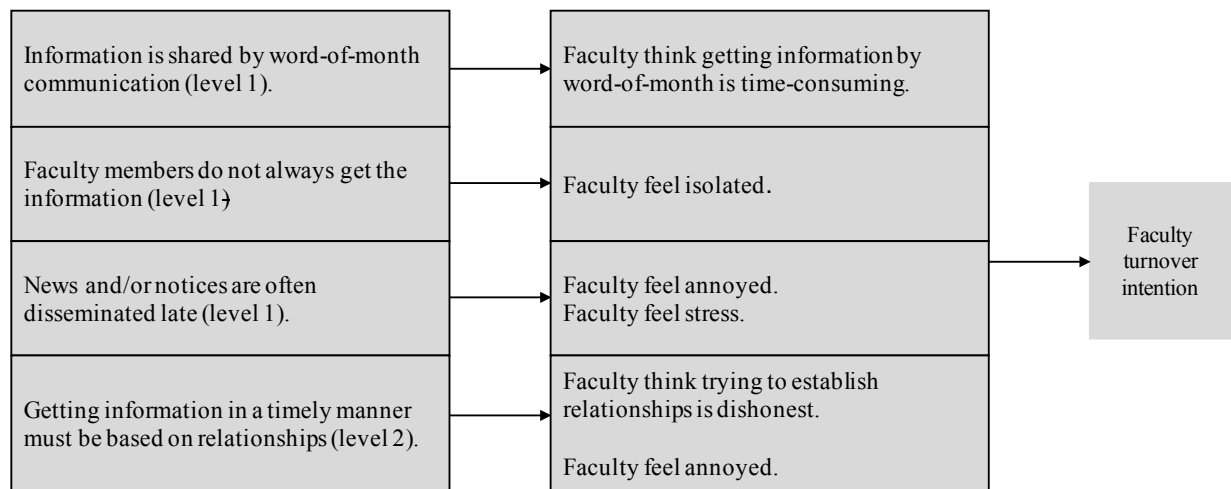 Information is shared by word-of-month
communication (level 1).
Faculty think getting information by
word-of-month is time-consuming.
Faculty members do not always get the
information (level 1)
Faculty feel isolated.
News and/or notices are often
disseminated late (level 1).
Faculty feel annoyed.
Faculty feel stress.
Getting information in a timely manner
must be based on relationships (level 2).
Faculty think trying to establish
relationships is dishonest.
Faculty feel annoyed.
Faculty
turnover
intention